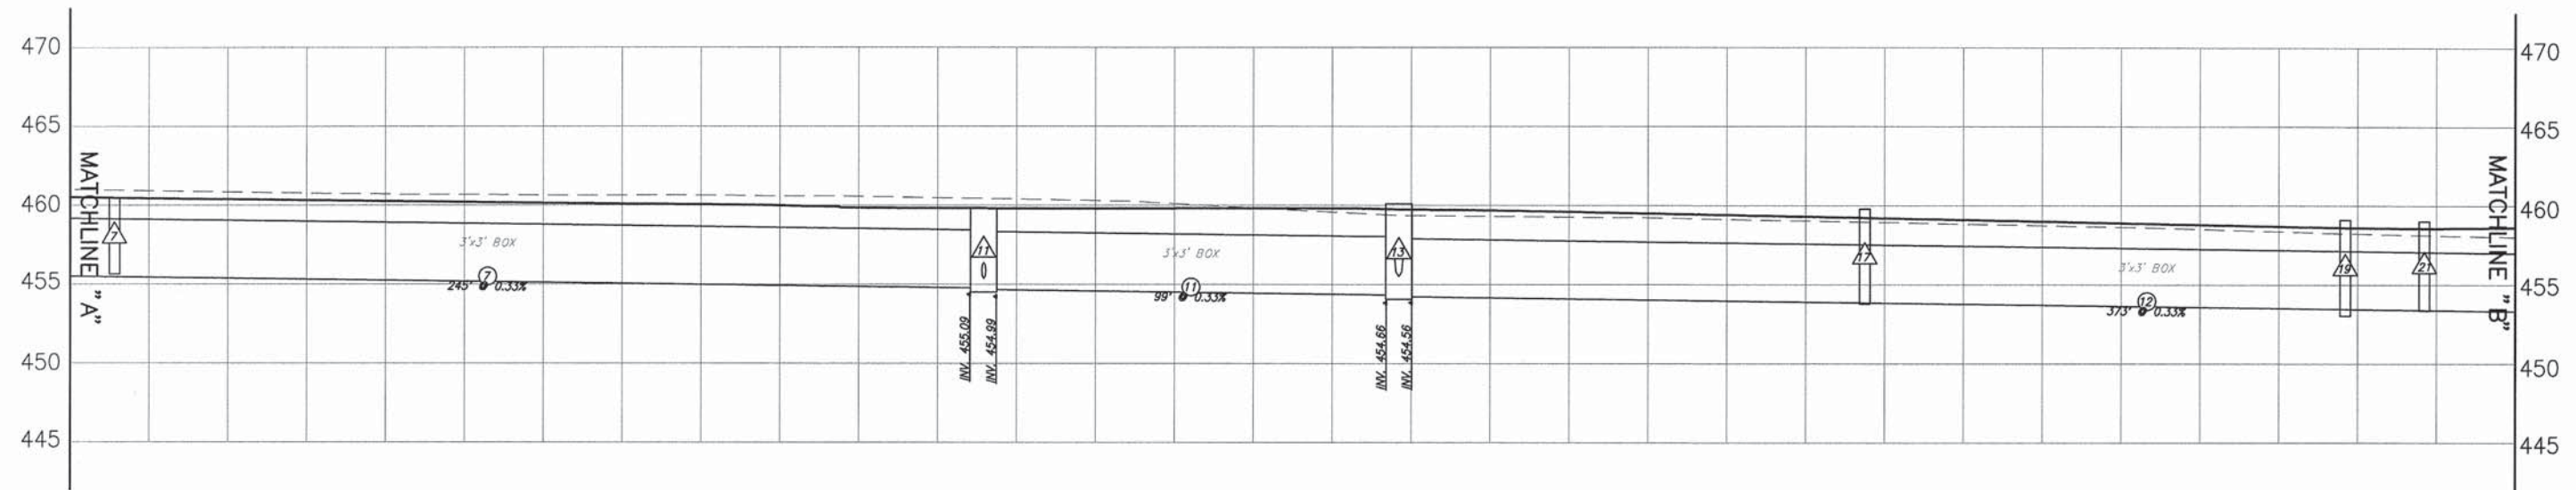 470
465
460
455
450
445
MATCHLINE "A"
7
3'x3' BOX
7
245' @ 0.33%
11
INV. 455.09
INV. 454.99
3'x3' BOX
11
99' @ 0.33%
13
INV. 454.66
INV. 454.56
17
3'x3' BOX
12
373' @ 0.33%
19
21
MATCHLINE "B"
470
465
460
455
450
445